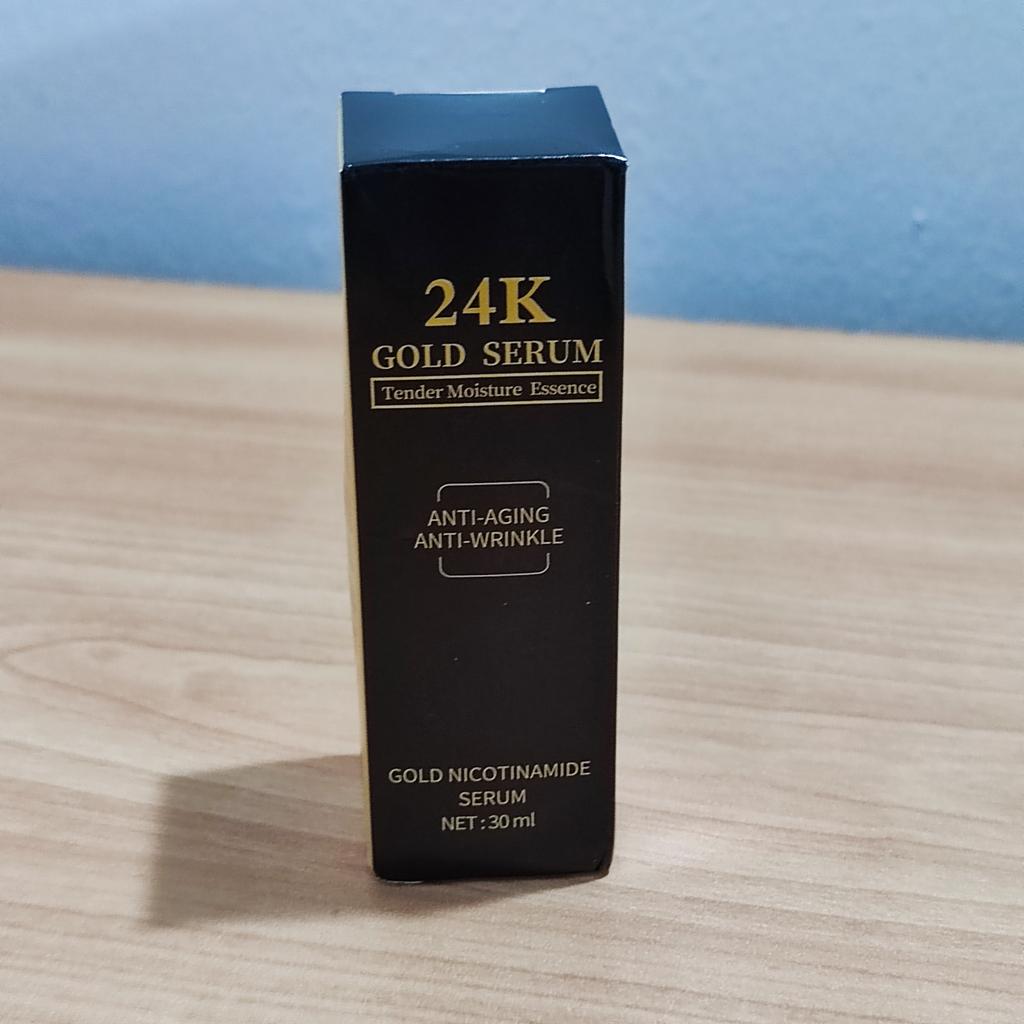 24K
GOLD SERUM
Tender Moisture Essence
ANTI-AGING
ANTI-WRINKLE
GOLD NICOTINAMIDE
SERUM
NET : 30 ml